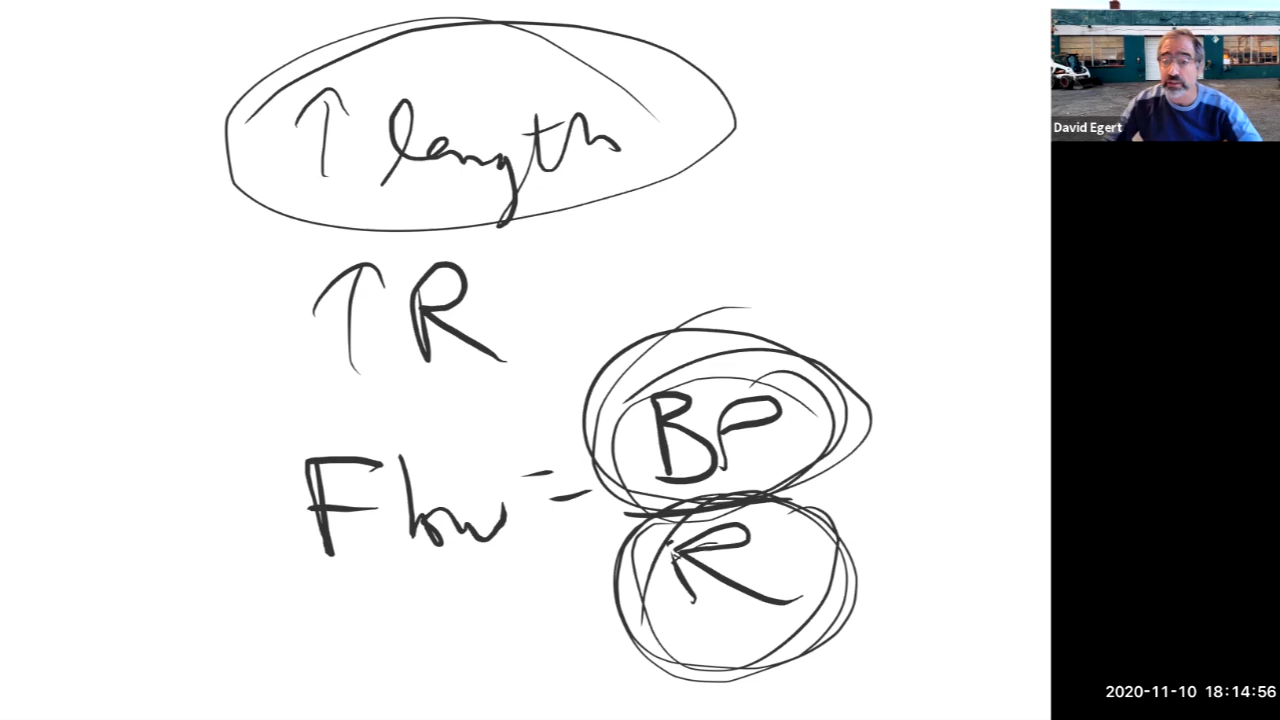 ↑ length
↑ R
Flow = BP
R
David Egert
2020-11-10 18:14:56